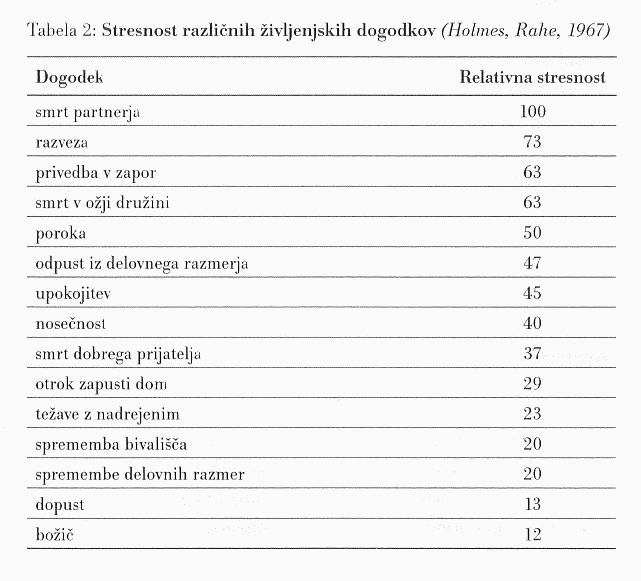 Tabela 2: Stresnost različnih življenjskih dogodkov (Holmes, Rahe, 1967)
Dogodek Relativna stresnost
smrt partnerja 100
razveza 73
privedba v zapor 63
smrt v ožji družini 63
poroka 50
odpust iz delovnega razmerja 47
upokojitev 45
nosečnost 40
smrt dobrega prijatelja 37
otrok zapusti dom 29
težave z nadrejenim 23
sprememba bivališča 20
spremembe delovnih razmer 20
dopust 13
božič 12